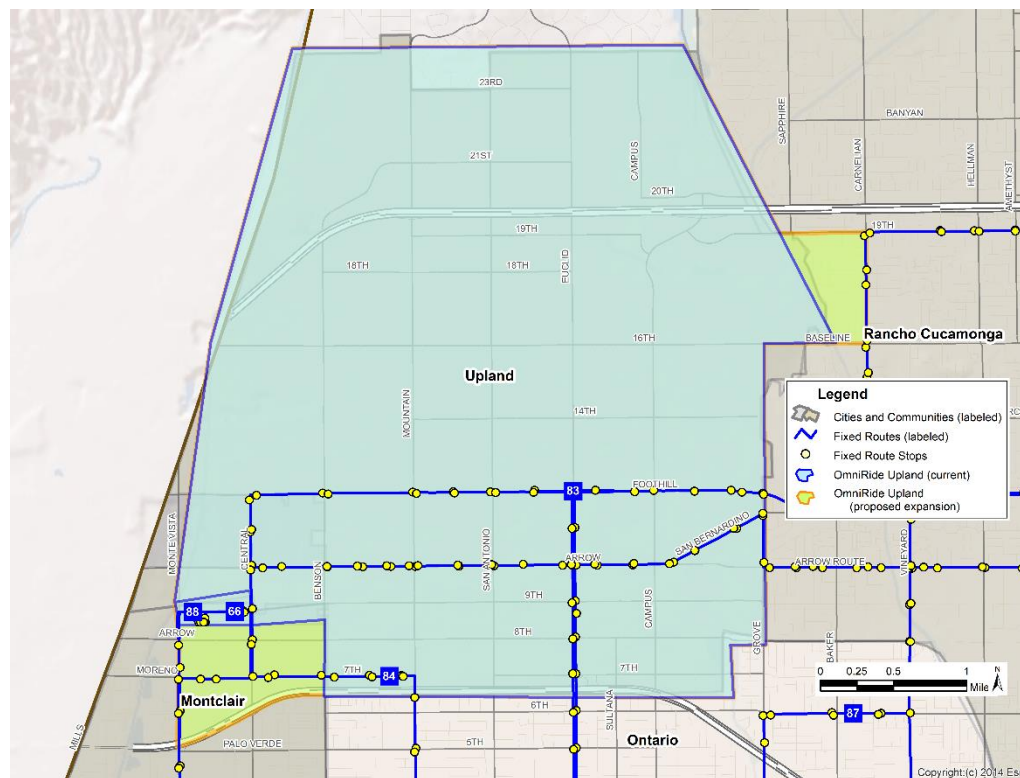 23RD
SAPPHIRE
BANYAN
CARNELIAN
HELLMAN
AMETHYST
21ST
CAMPUS
20TH
19TH
19TH
EUCLID
18TH
18TH
16TH
BASELINE
Rancho Cucamonga
Upland
MOUNTAIN
14TH
Legend
Cities and Communities (labeled)
Fixed Routes (labeled)
Fixed Route Stops
OmniRide Upland (current)
OmniRide Upland
(proposed expansion)
83
FOOTHILL
SAN BERNARDINO
MONTE VISTA
CENTRAL
BENSON
SAN ANTONIO
ARROW
ARROW ROUTE
VINEYARD
9TH
CAMPUS
88
66
ARROW
8TH
GROVE
BAKER
MORENO
7TH
84
7TH
0 0.25 0.5 1
Mile
N
Montclair
6TH
SULTANA
87
MILLS
PALO VERDE
5TH
Ontario
Copyright:(c) 2014 Es